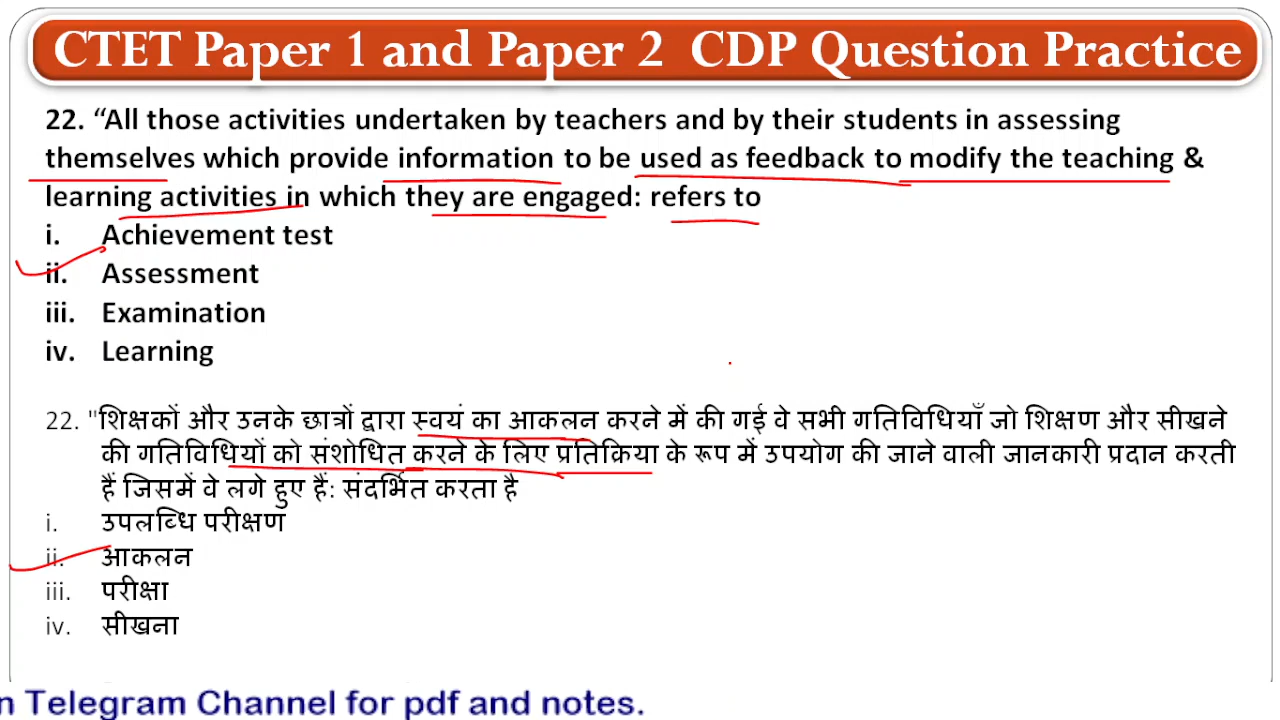 CTET Paper 1 and Paper 2 CDP Question Practice
22. “All those activities undertaken by teachers and by their students in assessing
themselves which provide information to be used as feedback to modify the teaching &
learning activities in which they are engaged: refers to
i. Achievement test
ii. Assessment
iii. Examination
iv. Learning
22. "शिक्षकों और उनके छात्रों द्वारा स्वयं का आकलन करने में की गई वे सभी गतिविधियाँ जो शिक्षण और सीखने
की गतिविधियों को संशोधित करने के लिए प्रतिक्रिया के रूप में उपयोग की जाने वाली जानकारी प्रदान करती
हैं जिसमें वे लगे हुए हैं: संदर्भित करता है
i. उपलब्धि परीक्षण
ii. आकलन
iii. परीक्षा
iv. सीखना
n Telegram Channel for pdf and notes.